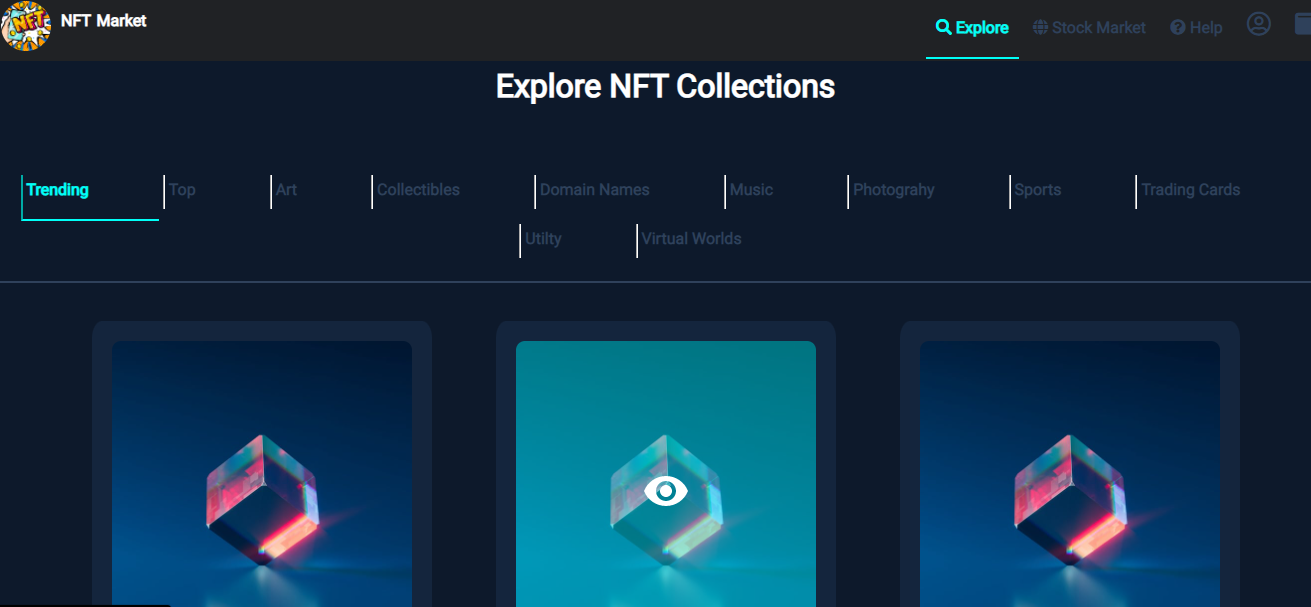 NFT
NFT Market
Explore
Stock Market
Help
Explore NFT Collections
Trending
Top
Art
Collectibles
Domain Names
Music
Photograhy
Sports
Trading Cards
Utilty
Virtual Worlds